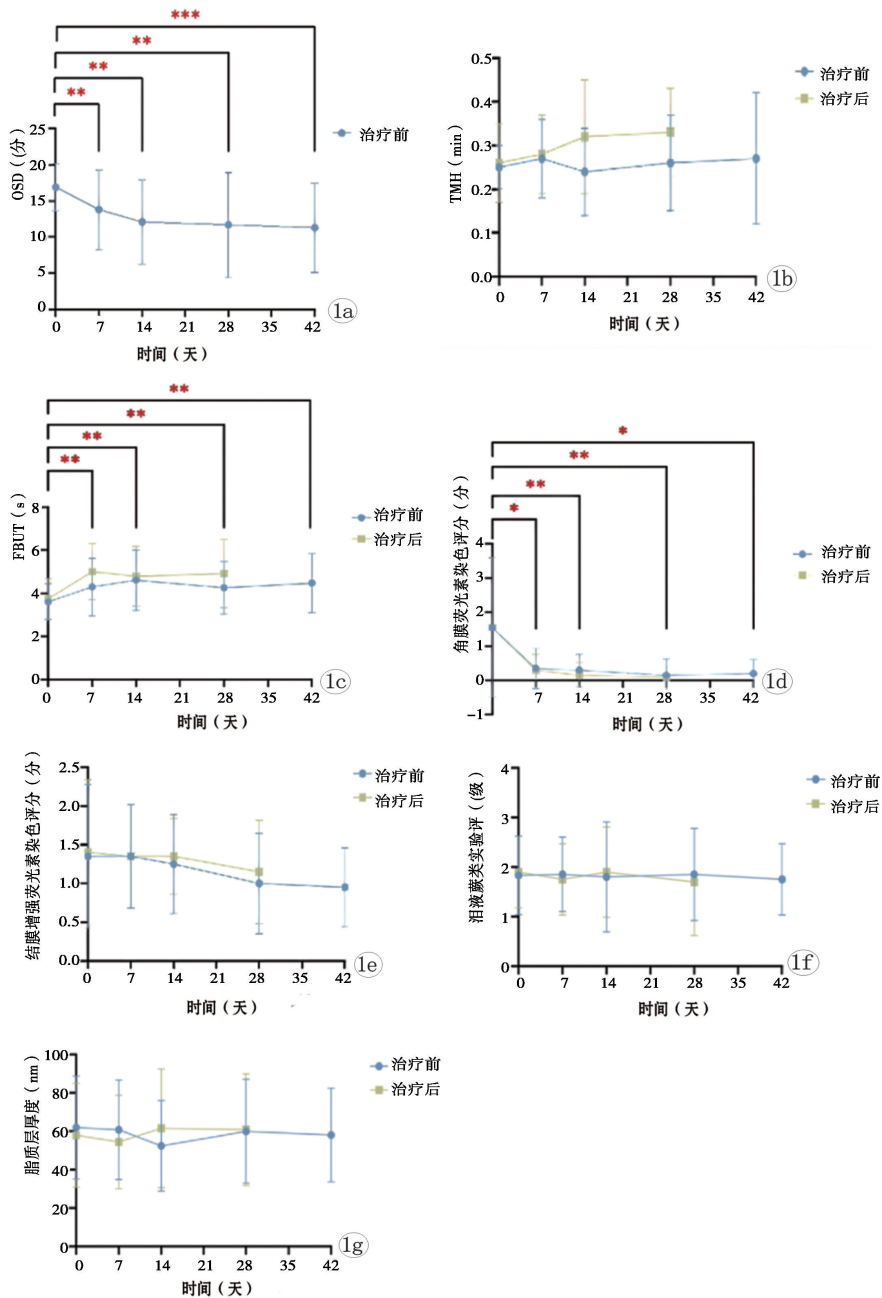 ***
**
**
**
25
20
15
10
5
0
OSD((分)
治疗前
0 7 14 21 28 35 42
时间(天)
1a
0.5
0.4
0.3
0.2
0.1
0.0
TMH(min)
治疗前
治疗后
0 7 14 21 28 35 42
时间(天)
1b
**
**
**
**
8
6
4
2
0
FBUT(s)
治疗前
治疗后
0 7 14 21 28 35 42
时间(天)
1c
*
**
**
*
4
3
2
1
0
-1
角膜荧光素染色评分(分)
治疗前
治疗后
7 14 21 28 35 42
时间(天)
1d
2.5
2.0
1.5
1.0
0.5
0.0
结膜增强荧光素染色评分(分)
治疗前
治疗后
0 7 14 21 28 35 42
时间(天)
1e
4
3
2
1
0
泪液蕨类实验评((级)
治疗前
治疗后
0 7 14 21 28 35 42
时间(天)
1f
100
80
60
40
20
0
脂质层厚度(nm)
治疗前
治疗后
0 7 14 21 28 35 42
时间(天)
1g